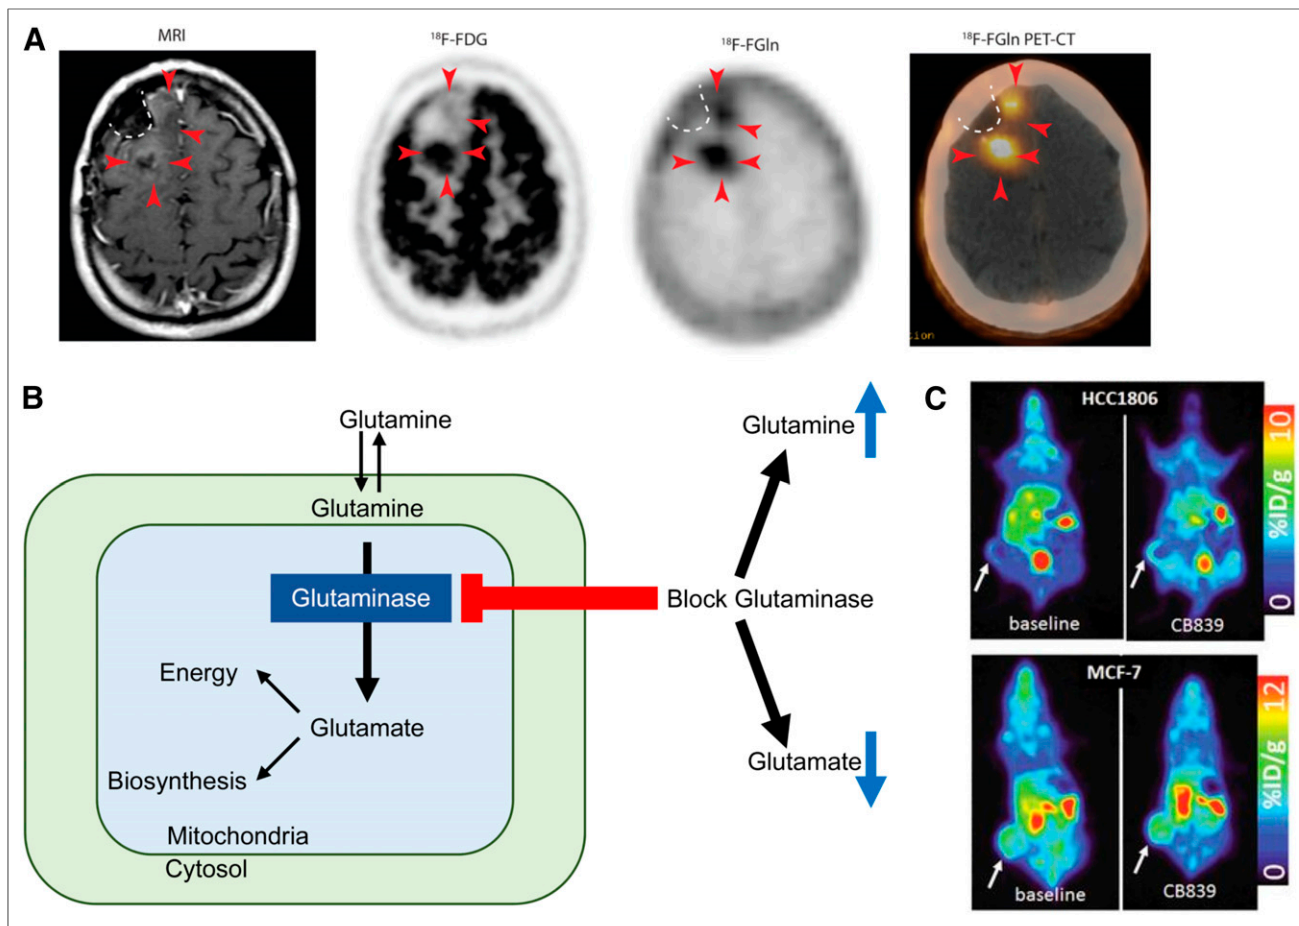 A
MRI
¹⁸F-FDG
¹⁸F-FGln
¹⁸F-FGln PET-CT
tion
B
Glutamine
Glutamine
Glutaminase
Energy
Glutamate
Biosynthesis
Mitochondria
Cytosol
Glutamine
Block Glutaminase
Glutamate
C
HCC1806
baseline
CB839
10
%ID/g
0
MCF-7
baseline
CB839
12
%ID/g
0